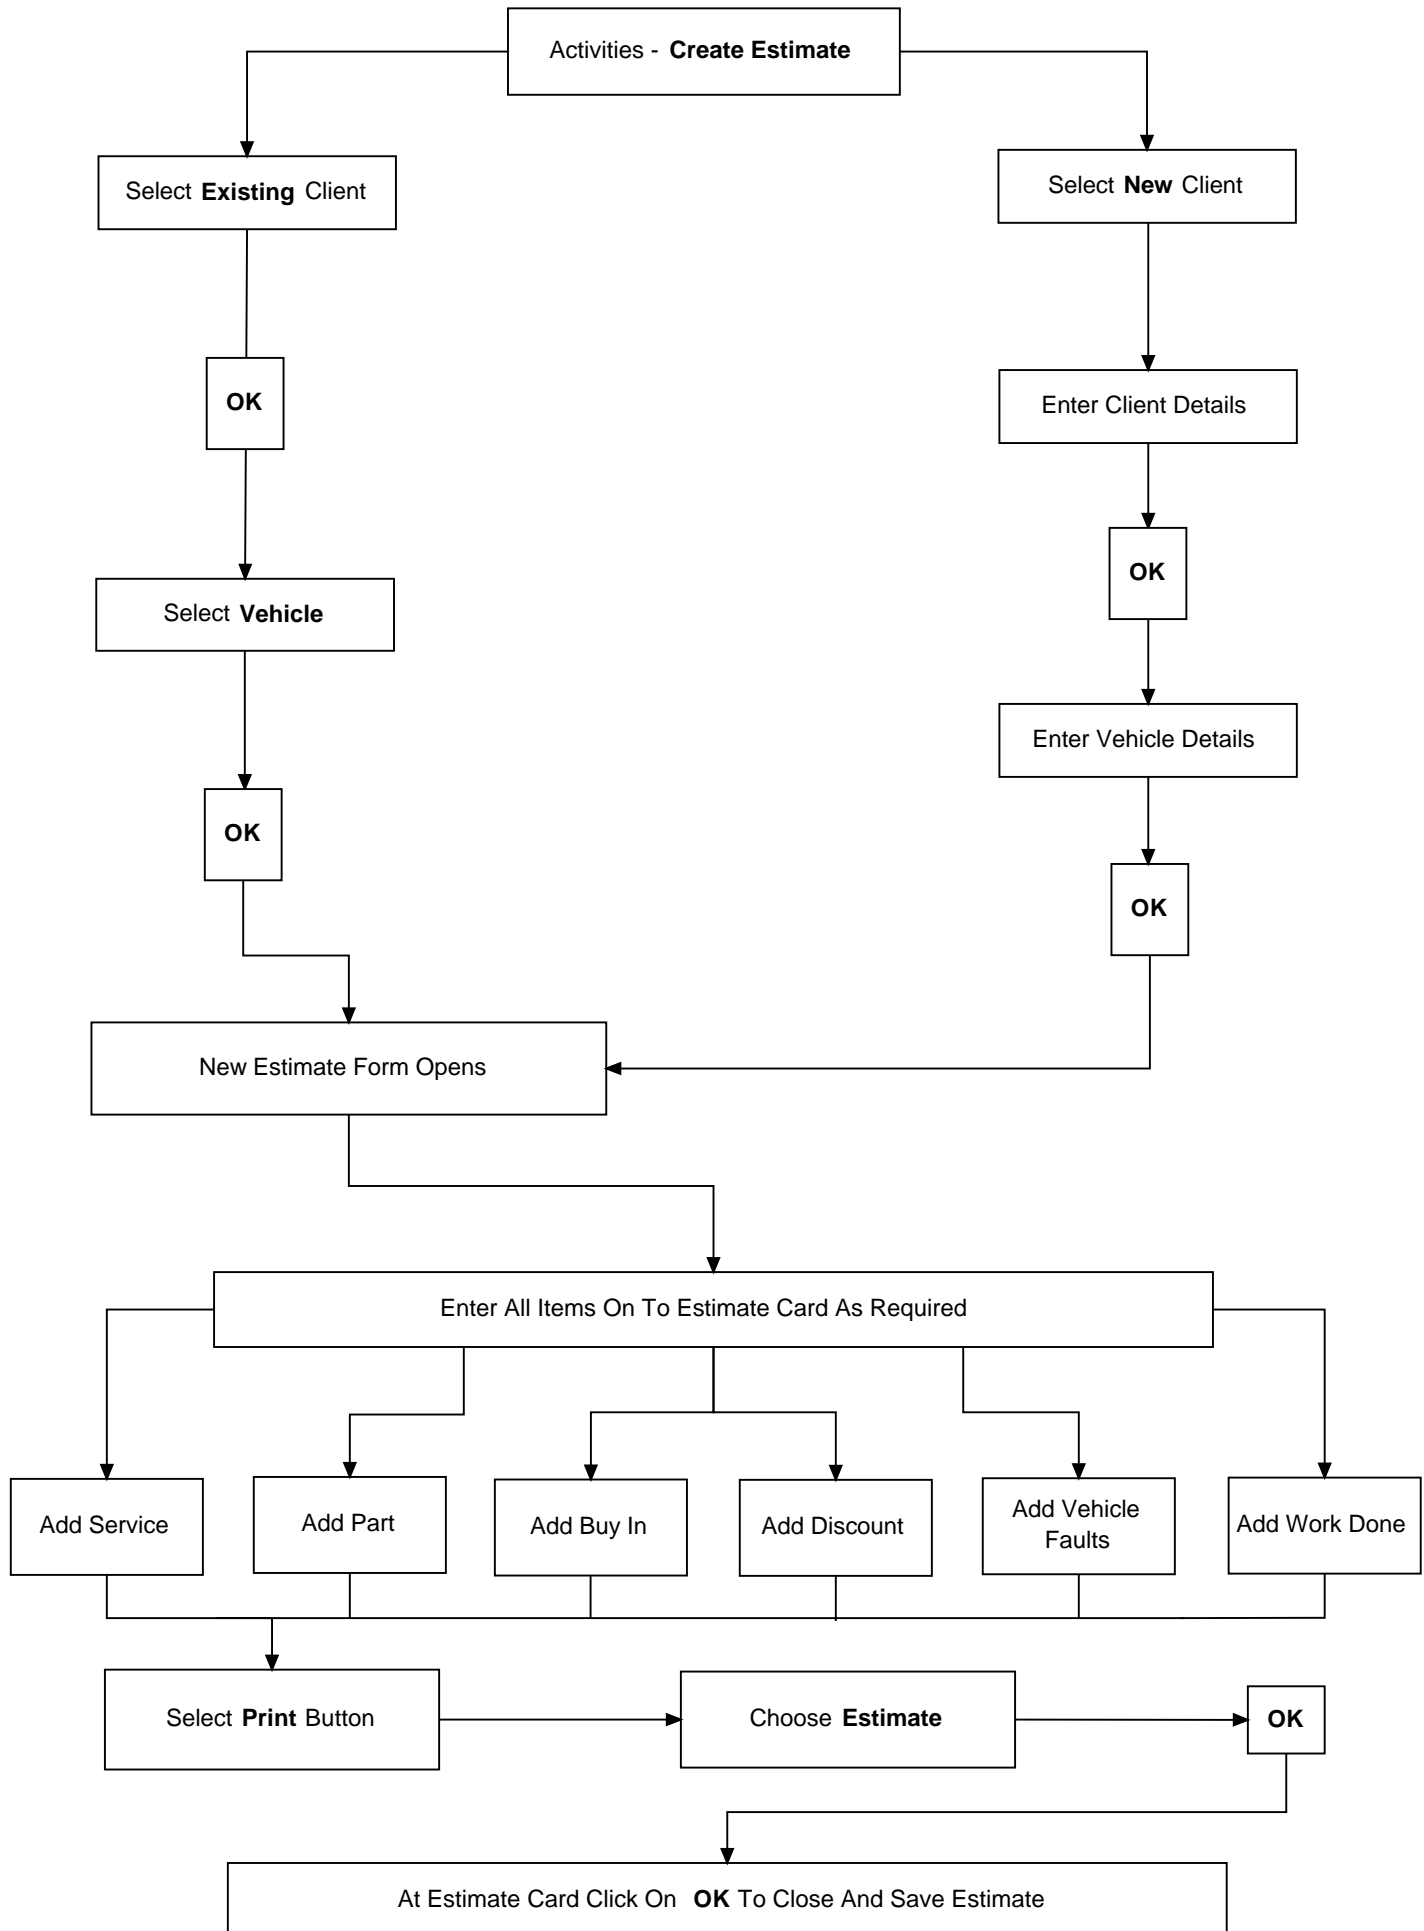 Activities - Create Estimate
Select Existing Client
Select New Client
OK
Enter Client Details
OK
Select Vehicle
Enter Vehicle Details
OK
OK
New Estimate Form Opens
Enter All Items On To Estimate Card As Required
Add Service
Add Part
Add Buy In
Add Discount
Add Vehicle
Faults
Add Work Done
Select Print Button
Choose Estimate
OK
At Estimate Card Click On OK To Close And Save Estimate